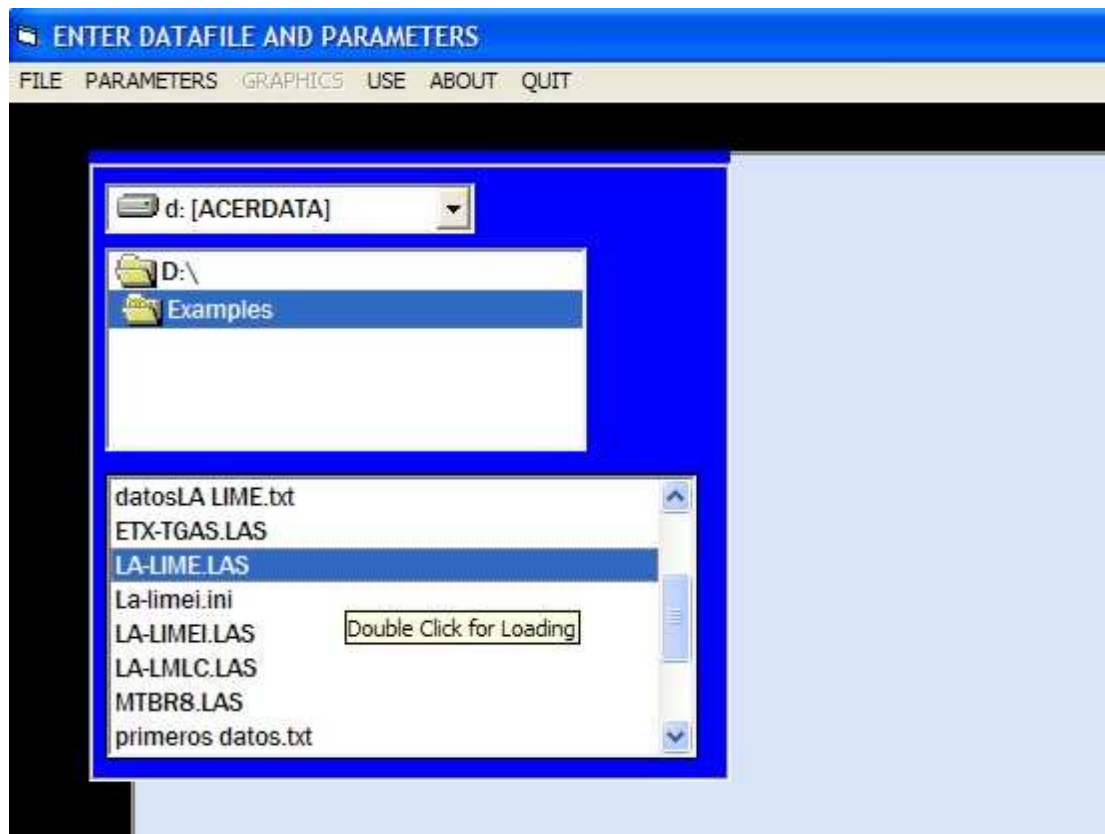 ENTER DATAFILE AND PARAMETERS
FILE PARAMETERS GRAPHICS USE ABOUT QUIT
d: [ACERDATA]
D:\
Examples
datosLA LIME.txt
ETX-TGAS.LAS
LA-LIME.LAS
La-limei.ini
LA-LIMEI.LAS
Double Click for Loading
LA-LMLC.LAS
MTBR8.LAS
primeros datos.txt